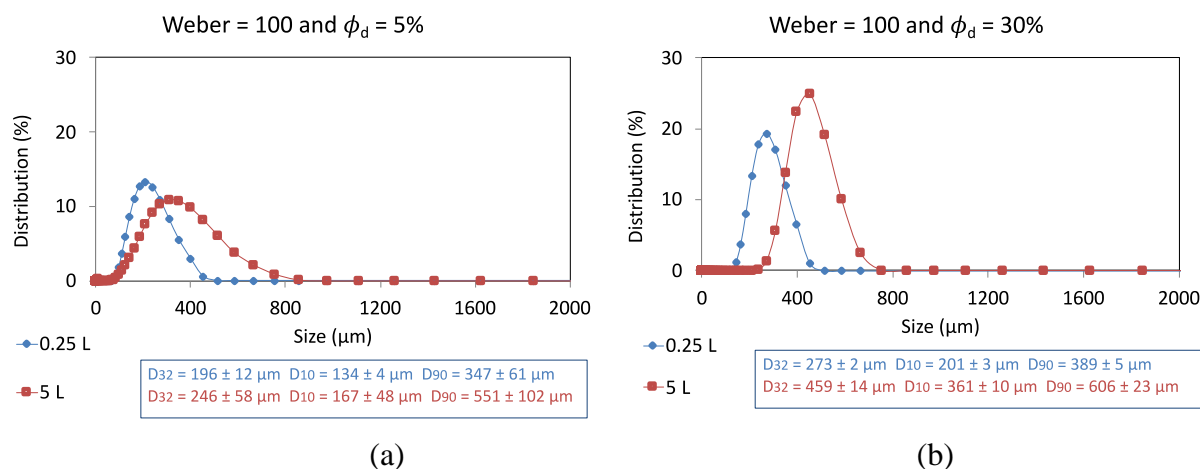 Weber = 100 and ϕd = 5%
30
20
10
0
Distribution (%)
0 400 800 1200 1600 2000
Size (µm)
0.25 L
5 L
D32 = 196 ± 12 µm D10 = 134 ± 4 µm D90 = 347 ± 61 µm
D32 = 246 ± 58 µm D10 = 167 ± 48 µm D90 = 551 ± 102 µm
(a)
Weber = 100 and ϕd = 30%
30
20
10
0
Distribution (%)
0 400 800 1200 1600 2000
Size (µm)
0.25 L
5 L
D32 = 273 ± 2 µm D10 = 201 ± 3 µm D90 = 389 ± 5 µm
D32 = 459 ± 14 µm D10 = 361 ± 10 µm D90 = 606 ± 23 µm
(b)